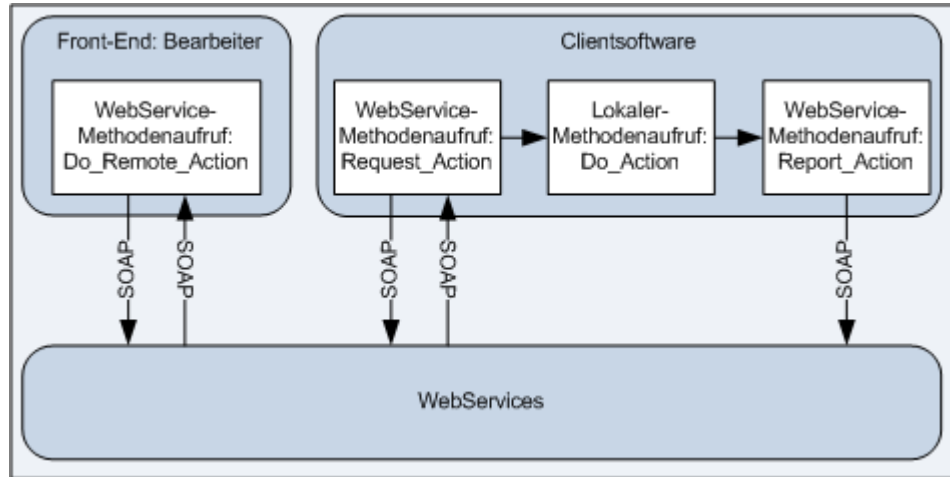 Front-End: Bearbeiter
WebService-
Methodenaufruf:
Do_Remote_Action
Clientsoftware
WebService-
Methodenaufruf:
Request_Action
Lokaler-
Methodenaufruf:
Do_Action
WebService-
Methodenaufruf:
Report_Action
SOAP
SOAP
SOAP
SOAP
SOAP
WebServices